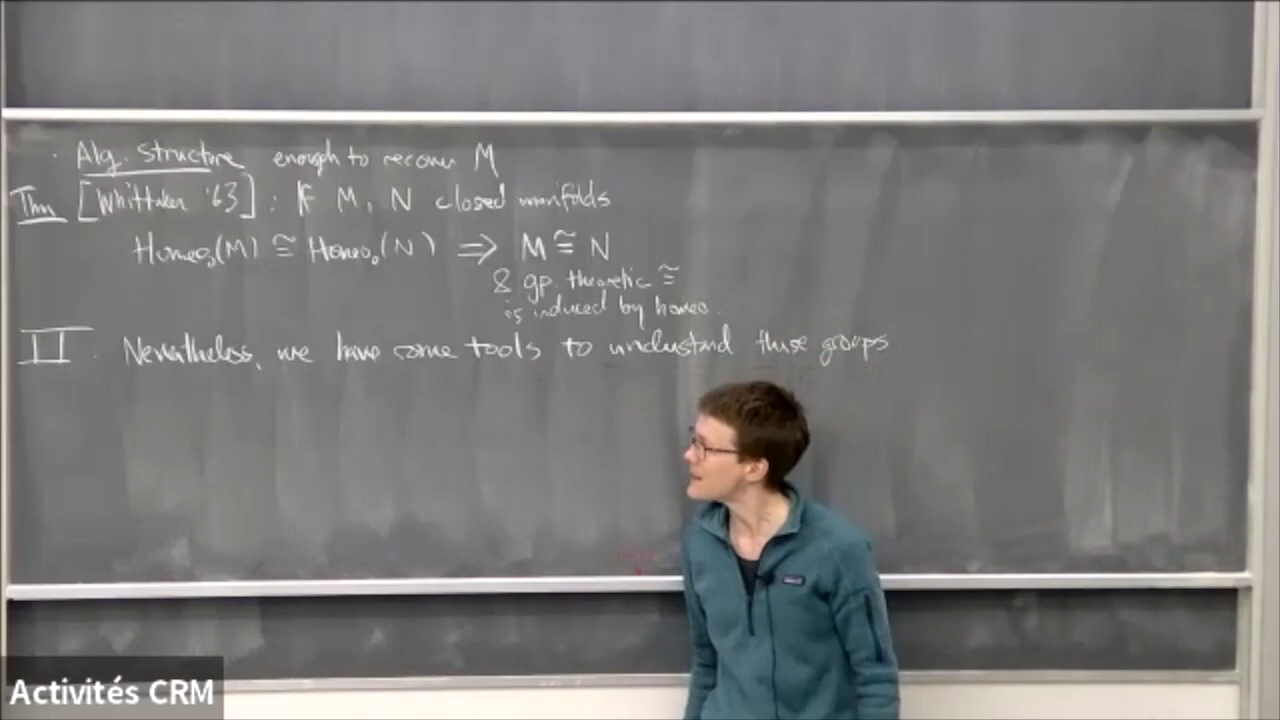 · Alg. structure enough to recover M
Thm [Whittaker '63] : If M, N closed manifolds
Homeo₀(M) ≅ Homeo₀(N) ⇒ M ≅ N
& gp. theoretic ≅
is induced by homeo.
II. Nevertheless, we have some tools to understand these groups
Activités CRM